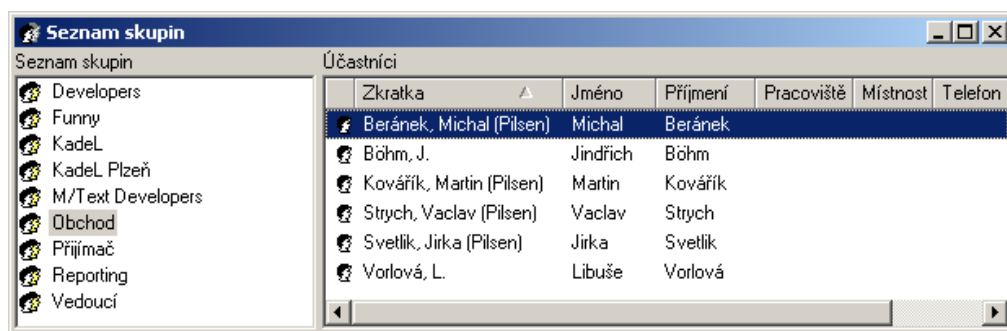 Seznam skupin
Seznam skupin
Developers
Funny
KadeL
KadeL Plzeň
M/Text Developers
Obchod
Přijímač
Reporting
Vedoucí
Účastníci
Zkratka Jméno Příjmení Pracoviště Místnost Telefon
Beránek, Michal (Pilsen) Michal Beránek
Böhm, J. Jindřich Böhm
Kovářík, Martin (Pilsen) Martin Kovářík
Strych, Vaclav (Pilsen) Vaclav Strych
Svetlik, Jirka (Pilsen) Jirka Svetlik
Vorlová, L. Libuše Vorlová